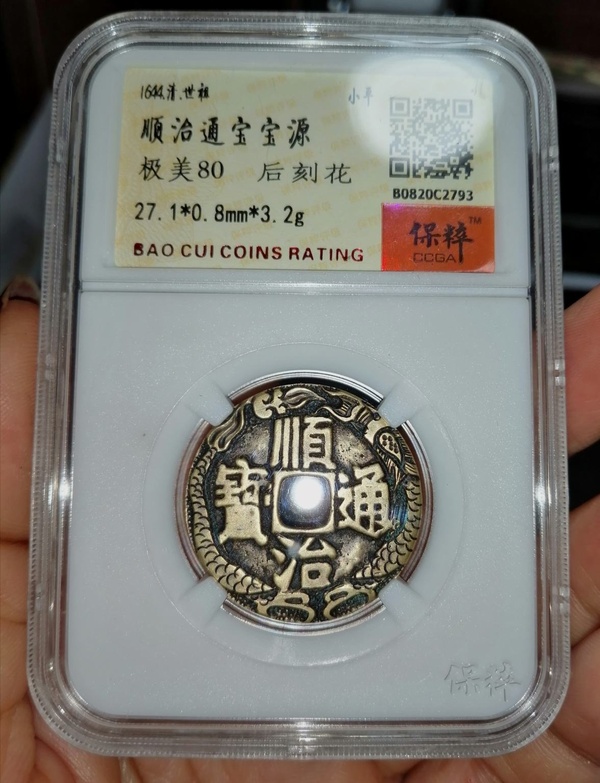 1644.清.世祖
小平
顺治通宝宝源
极美80 后刻花
27.1*0.8mm*3.2g
BAO CUI COINS RATING
B0820C2793
保粹™
CCGA
順
寶 通
治
保粹